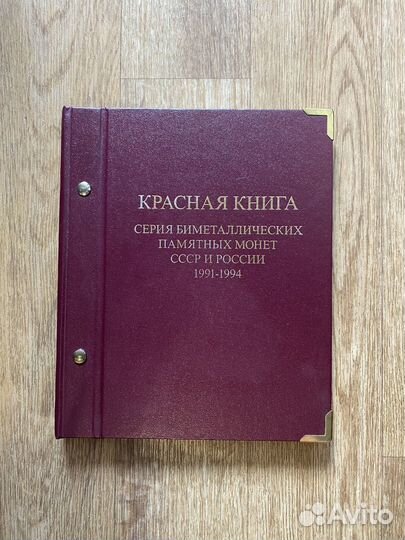 КРАСНАЯ КНИГА
СЕРИЯ БИМЕТАЛЛИЧЕСКИХ
ПАМЯТНЫХ МОНЕТ
СССР И РОССИИ
1991-1994
Avito